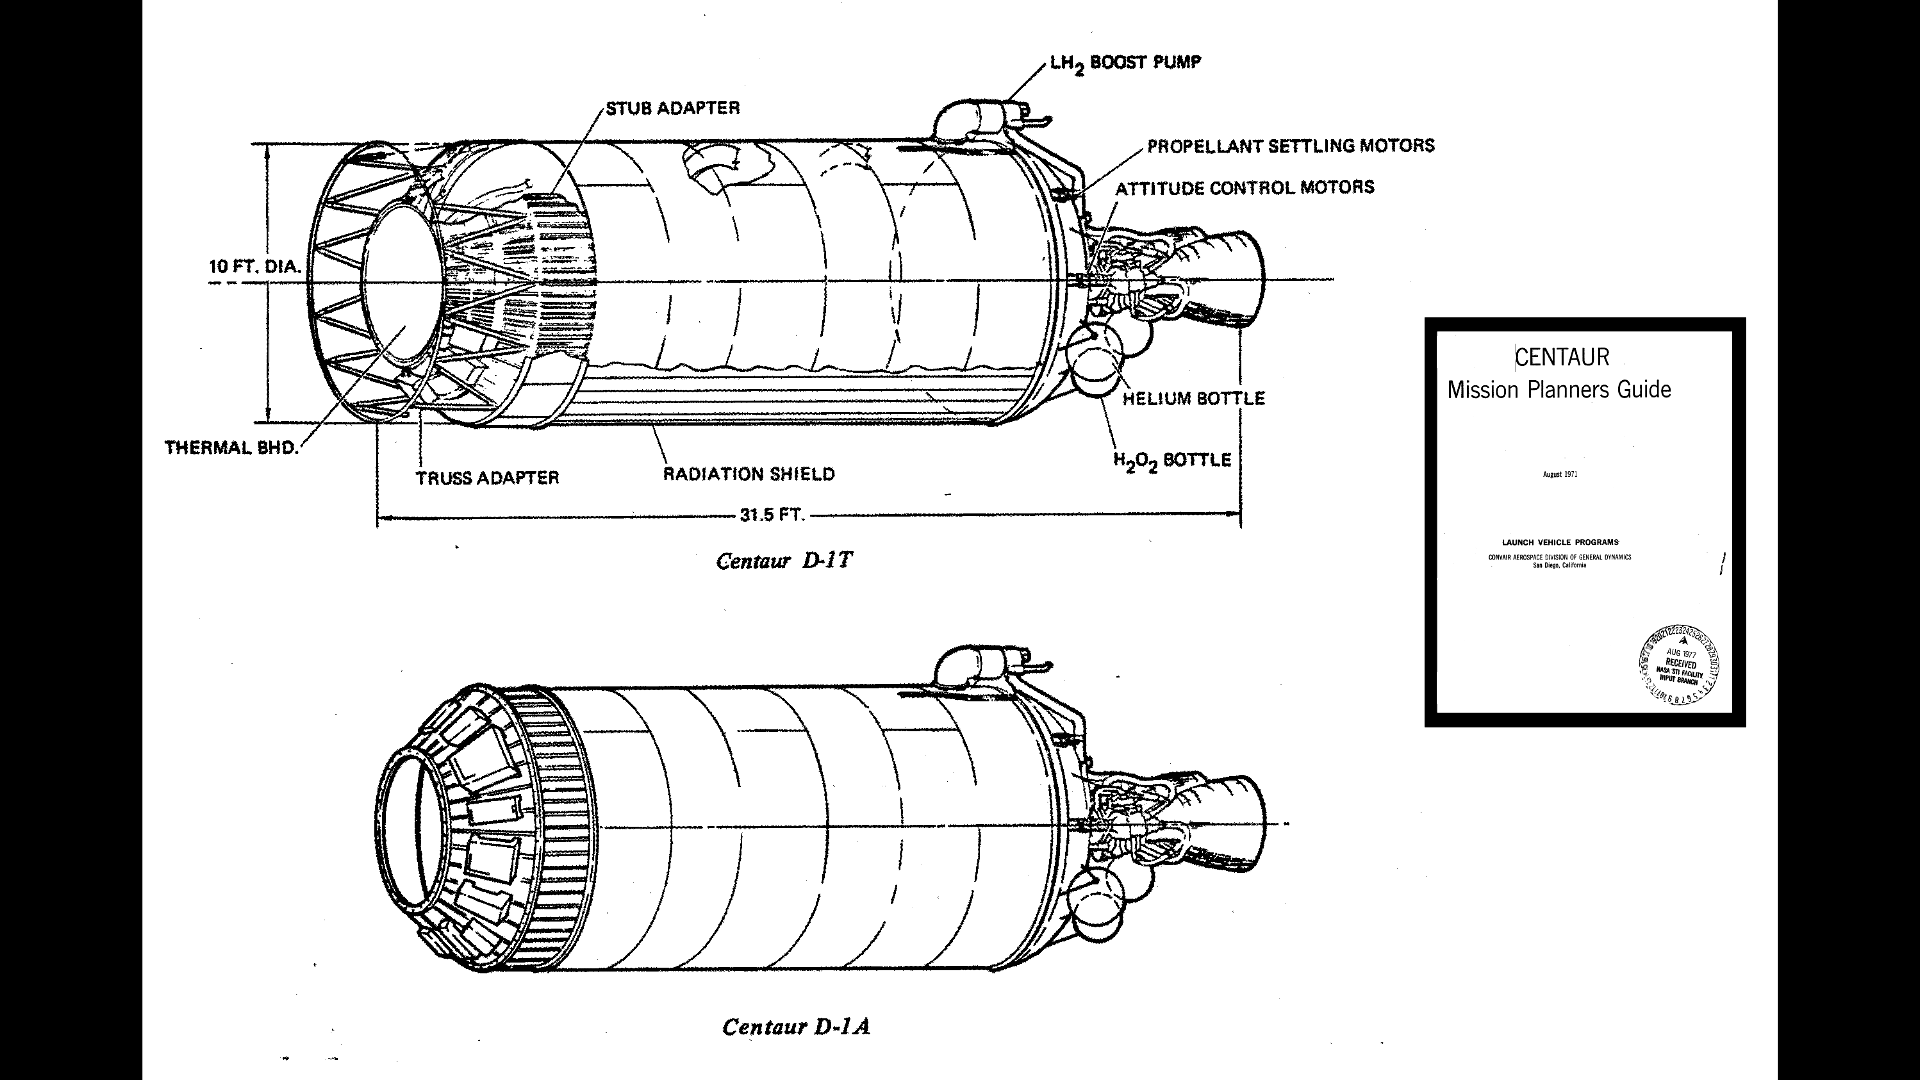 LH2 BOOST PUMP
STUB ADAPTER
PROPELLANT SETTLING MOTORS
ATTITUDE CONTROL MOTORS
10 FT. DIA.
HELIUM BOTTLE
THERMAL BHD.
H2O2 BOTTLE
TRUSS ADAPTER
RADIATION SHIELD
31.5 FT.
Centaur D-1T
CENTAUR
Mission Planners Guide
August 1971
LAUNCH VEHICLE PROGRAMS
CONVAIR AEROSPACE DIVISION OF GENERAL DYNAMICS
San Diego, California
AUG 1977
RECEIVED
NASA STI FACILITY
INPUT BRANCH
Centaur D-1A